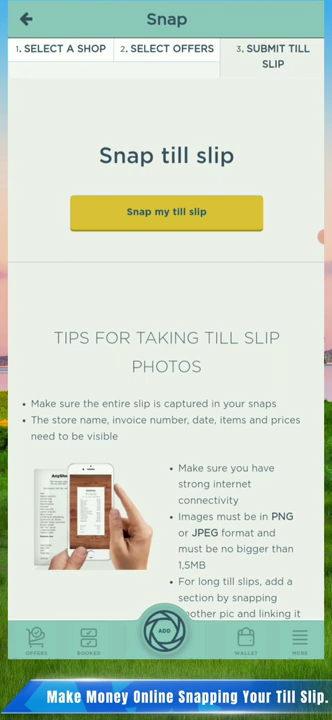 Snap
1. SELECT A SHOP
2. SELECT OFFERS
3. SUBMIT TILL
SLIP
Snap till slip
Snap my till slip
TIPS FOR TAKING TILL SLIP
PHOTOS
• Make sure the entire slip is captured in your snaps
• The store name, invoice number, date, items and prices
need to be visible
• Make sure you have
strong internet
connectivity
• Images must be in PNG
or JPEG format and
must be no bigger than
1,5MB
• For long till slips, add a
section by snapping
another pic and linking it
ADD
OFFERS
BOOKED
WALLET
MORE
Make Money Online Snapping Your Till Slip.